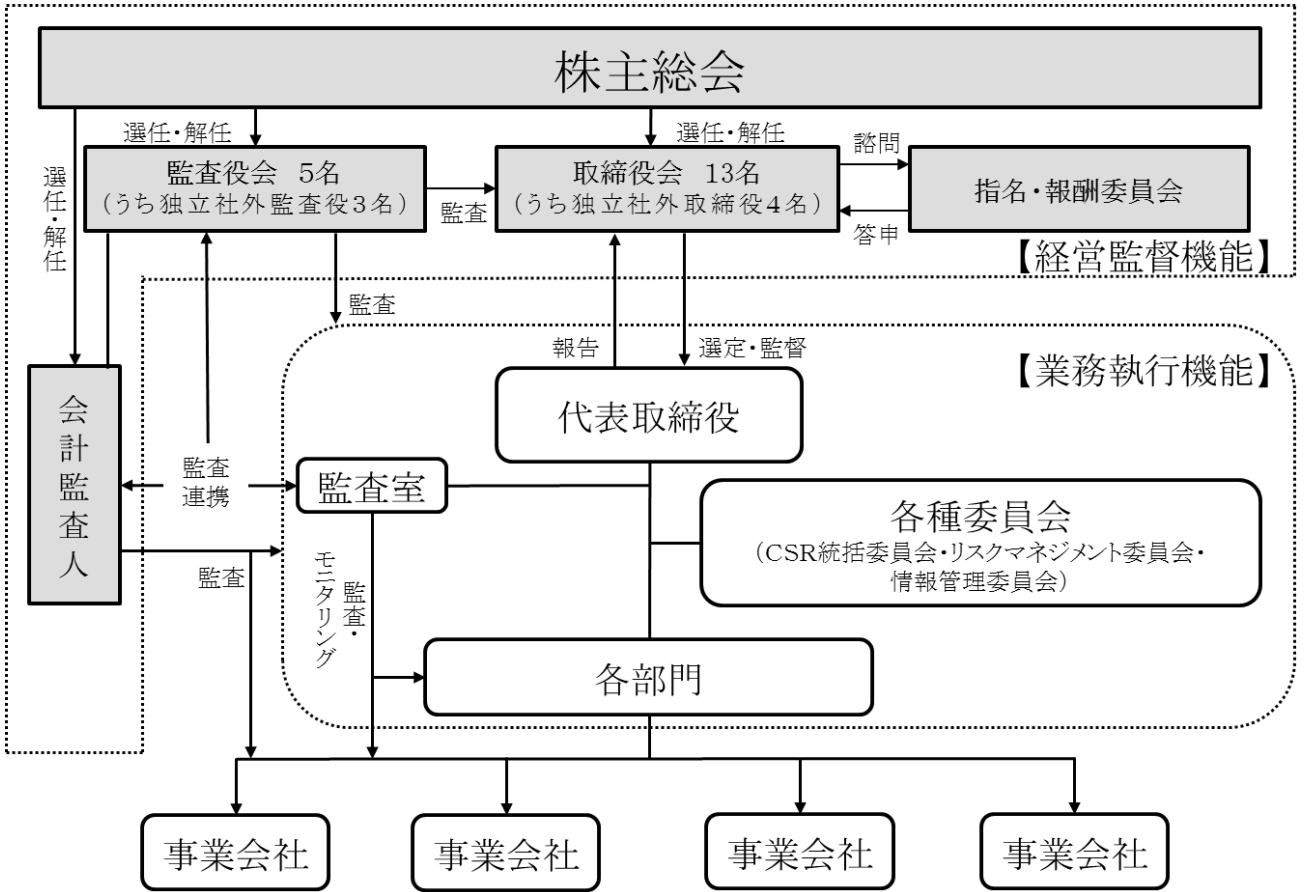 株主総会
選任・解任
選任・解任
選任・解任
監査役会 5名
(うち独立社外監査役3名)
監査
取締役会 13名
(うち独立社外取締役4名)
諮問
答申
指名・報酬委員会
【経営監督機能】
監査
報告
選定・監督
【業務執行機能】
代表取締役
会計監査人
監査
連携
監査室
各種委員会
(CSR統括委員会・リスクマネジメント委員会・
情報管理委員会)
監査
監査・
モニタリング
各部門
事業会社
事業会社
事業会社
事業会社